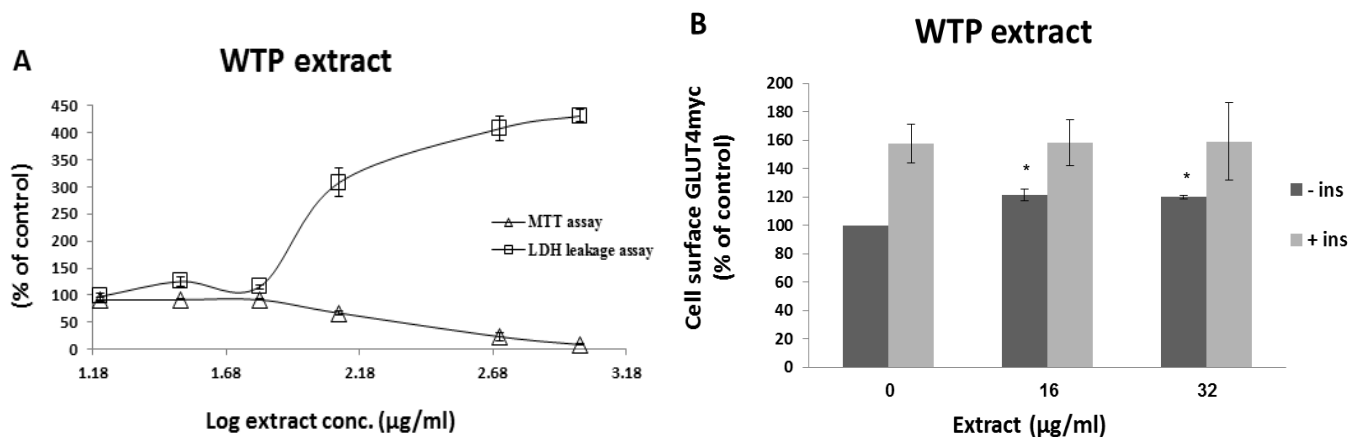 A
WTP extract
(% of control)
450
400
350
300
250
200
150
100
50
0
MTT assay
LDH leakage assay
1.18 1.68 2.18 2.68 3.18
Log extract conc. (µg/ml)
B
WTP extract
Cell surface GLUT4myc
(% of control)
200
180
160
140
120
100
80
60
40
20
0
* *
- ins
+ ins
0 16 32
Extract (µg/ml)